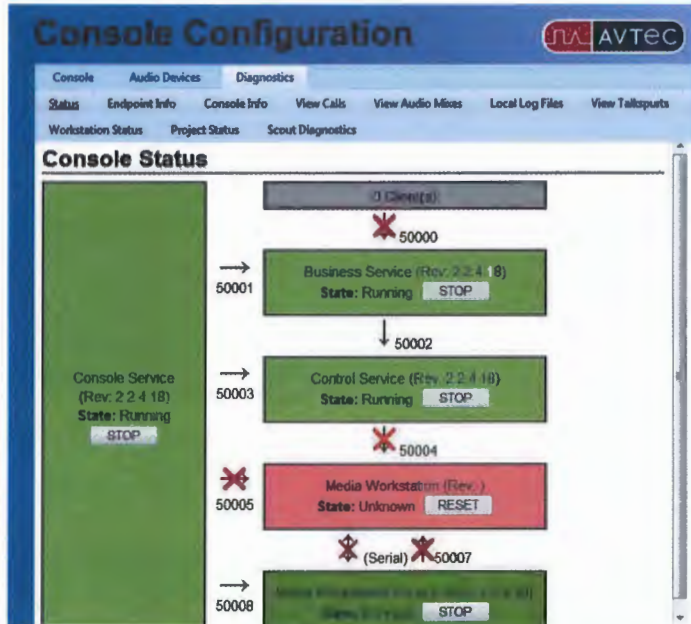 Console Configuration
AVTEC
Console Audio Devices Diagnostics
Status Endpoint Info Console Info View Calls View Audio Mixes Local Log Files View Talkspurts
Workstation Status Project Status Scout Diagnostics
Console Status
0 Client(s)
50000
50001
Business Service (Rev: 2.2.4.18)
State: Running STOP
50002
Console Service
(Rev: 2.2.4.18)
State: Running
STOP
50003
Control Service (Rev: 2.2.4.18)
State: Running STOP
50004
50005
Media Workstation (Rev: )
State: Unknown RESET
(Serial) 50007
50008
STOP